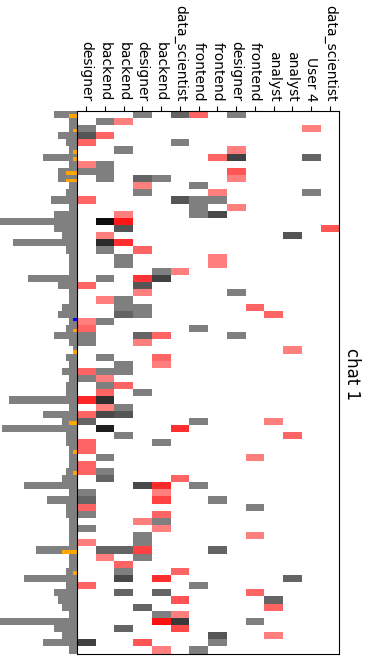 chat 1
data_scientist
User 4
analyst
analyst
frontend
designer
frontend
frontend
data_scientist
backend
designer
backend
backend
designer